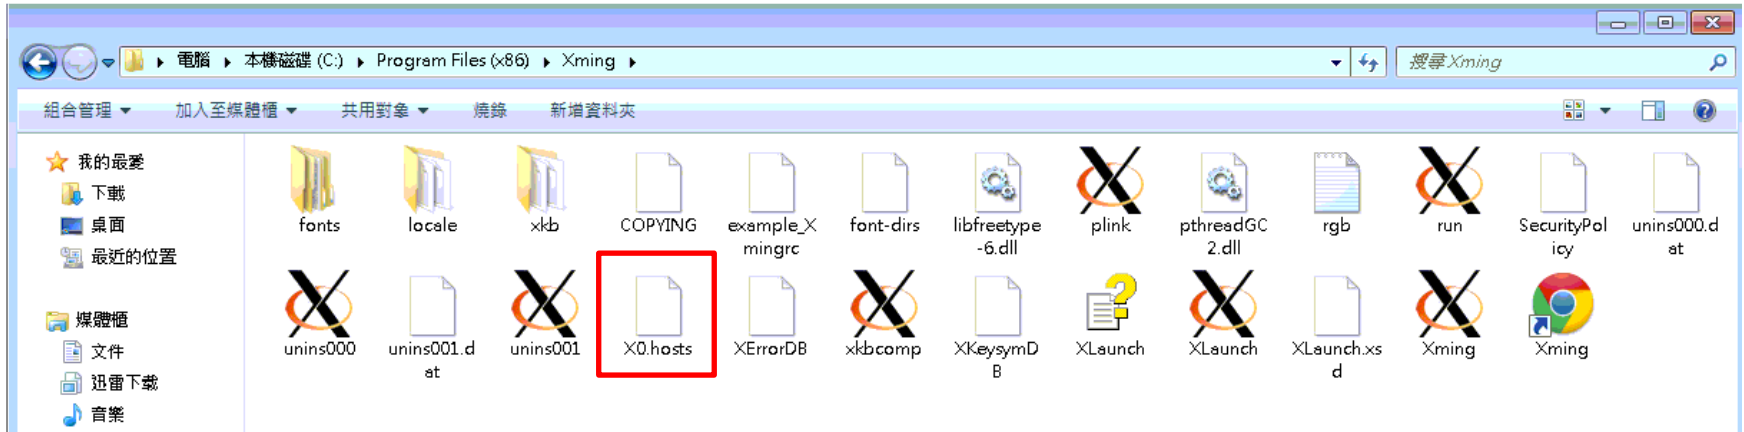 電腦 本機磁碟 (C:) Program Files (x86) Xming
搜尋 Xming
組合管理 加入至媒體櫃 共用對象 燒錄 新增資料夾
我的最愛
下載
桌面
最近的位置
媒體櫃
文件
迅雷下載
音樂
fonts
locale
xkb
COPYING
example_X
mingrc
font-dirs
libfreetype
-6.dll
plink
pthreadGC
2.dll
rgb
run
SecurityPol
icy
unins000.d
at
unins000
unins001.d
at
unins001
X0.hosts
XErrorDB
xkbcomp
XKeysymD
B
XLaunch
XLaunch
XLaunch.xs
d
Xming
Xming